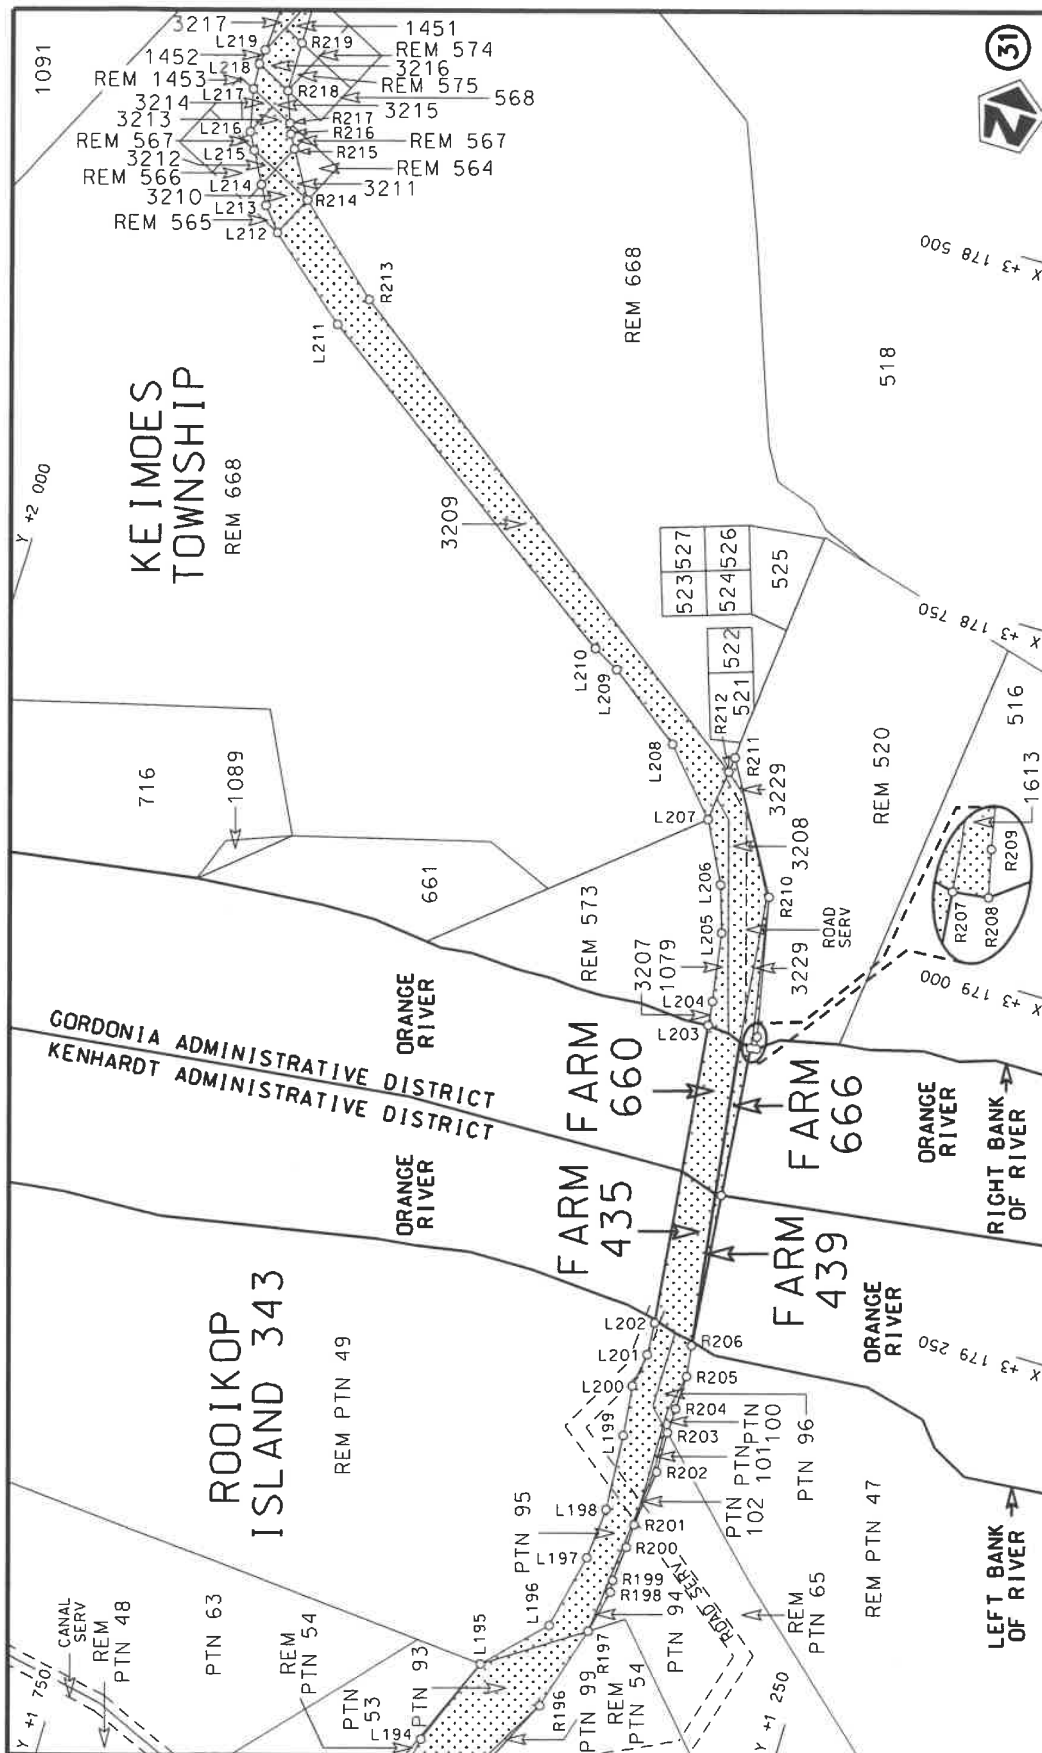 3217
1451
L219
R219
1452
REM 574
L218
3216
REM 1453
REM 575
L217
R218
568
3214
3215
3213
R217
L216
R216
REM 567
REM 567
L215
R215
3212
REM 564
REM 566
L214
3211
3210
L213
R214
REM 565
L212
1091
31
N
X +3 178 500
REM 668
518
R213
L211
KEIMOES
TOWNSHIP
REM 668
Y +2 000
3209
523
527
524
526
525
X +3 178 750
L210
L209
522
521
R212
R211
L208
3229
L207
3208
716
1089
661
REM 520
516
1613
R209
R207
R208
L206
R210
L205
ROAD
SERV
REM 573
3207
1079
3229
L204
L203
X +3 179 000
ORANGE
RIVER
GORDONIA ADMINISTRATIVE DISTRICT
KENHARDT ADMINISTRATIVE DISTRICT
FARM
660
FARM
666
ORANGE
RIVER
RIGHT BANK
OF RIVER
ORANGE
RIVER
FARM
435
FARM
439
ORANGE
RIVER
X +3 179 250
ROOIKOP
ISLAND 343
REM PTN 49
L202
L201
L200
L199
L198
L197
L196
L195
L194
R206
R205
R204
R203
R202
R201
R200
R199
R198
R197
R196
PTN
100
PTN
101
PTN
102
PTN 96
PTN 95
PTN 94
ROAD SERV
REM
PTN 65
REM PTN 47
LEFT BANK
OF RIVER
CANAL
SERV
REM
PTN 48
PTN 63
REM
PTN 54
PTN
53
PTN 93
PTN 99
REM
PTN 54
Y +1 750
Y +1 250